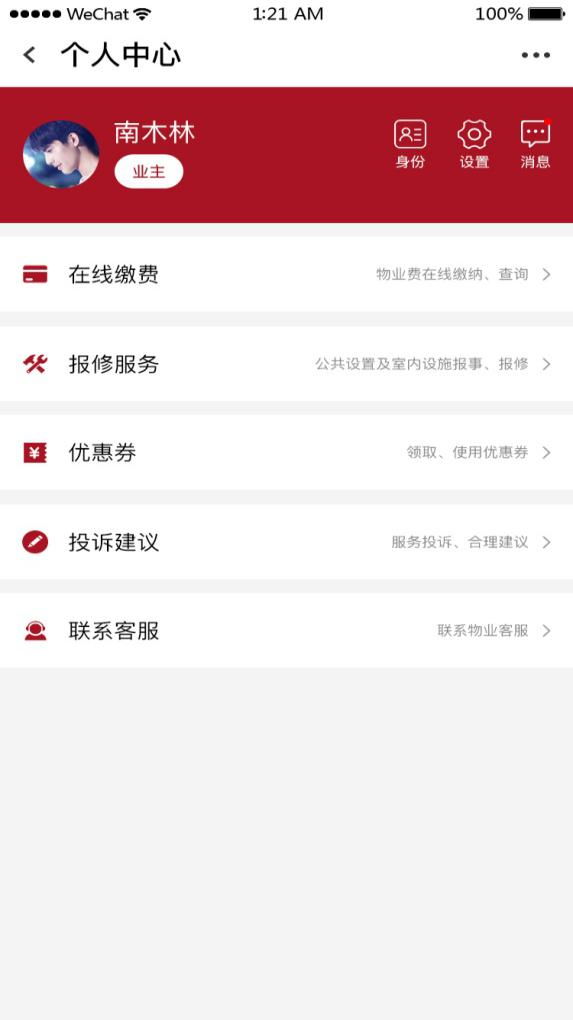 WeChat 1:21 AM 100%
个人中心
南木林
业主
身份 设置 消息
在线缴费 物业费在线缴纳、查询
报修服务 公共设置及室内设施报事、报修
优惠券 领取、使用优惠券
投诉建议 服务投诉、合理建议
联系客服 联系物业客服